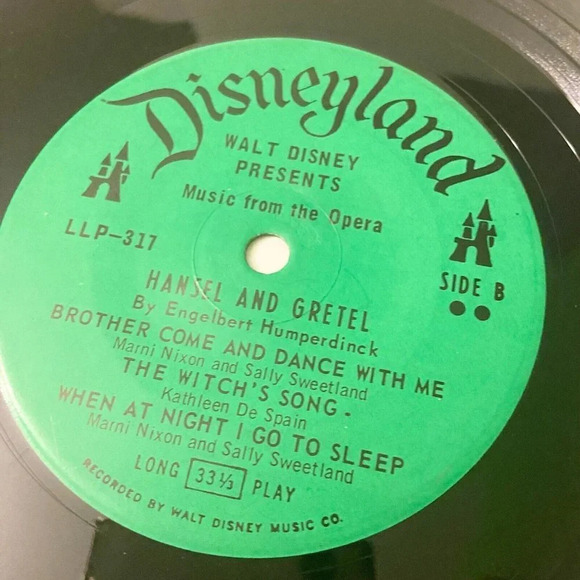 Disneyland
WALT DISNEY
PRESENTS
Music from the Opera
LLP-317
SIDE B
HANSEL AND GRETEL
By Engelbert Humperdinck
BROTHER COME AND DANCE WITH ME
Marni Nixon and Sally Sweetland
THE WITCH'S SONG -
Kathleen De Spain
WHEN AT NIGHT I GO TO SLEEP
Marni Nixon and Sally Sweetland
LONG 33⅓ PLAY
RECORDED BY WALT DISNEY MUSIC CO.